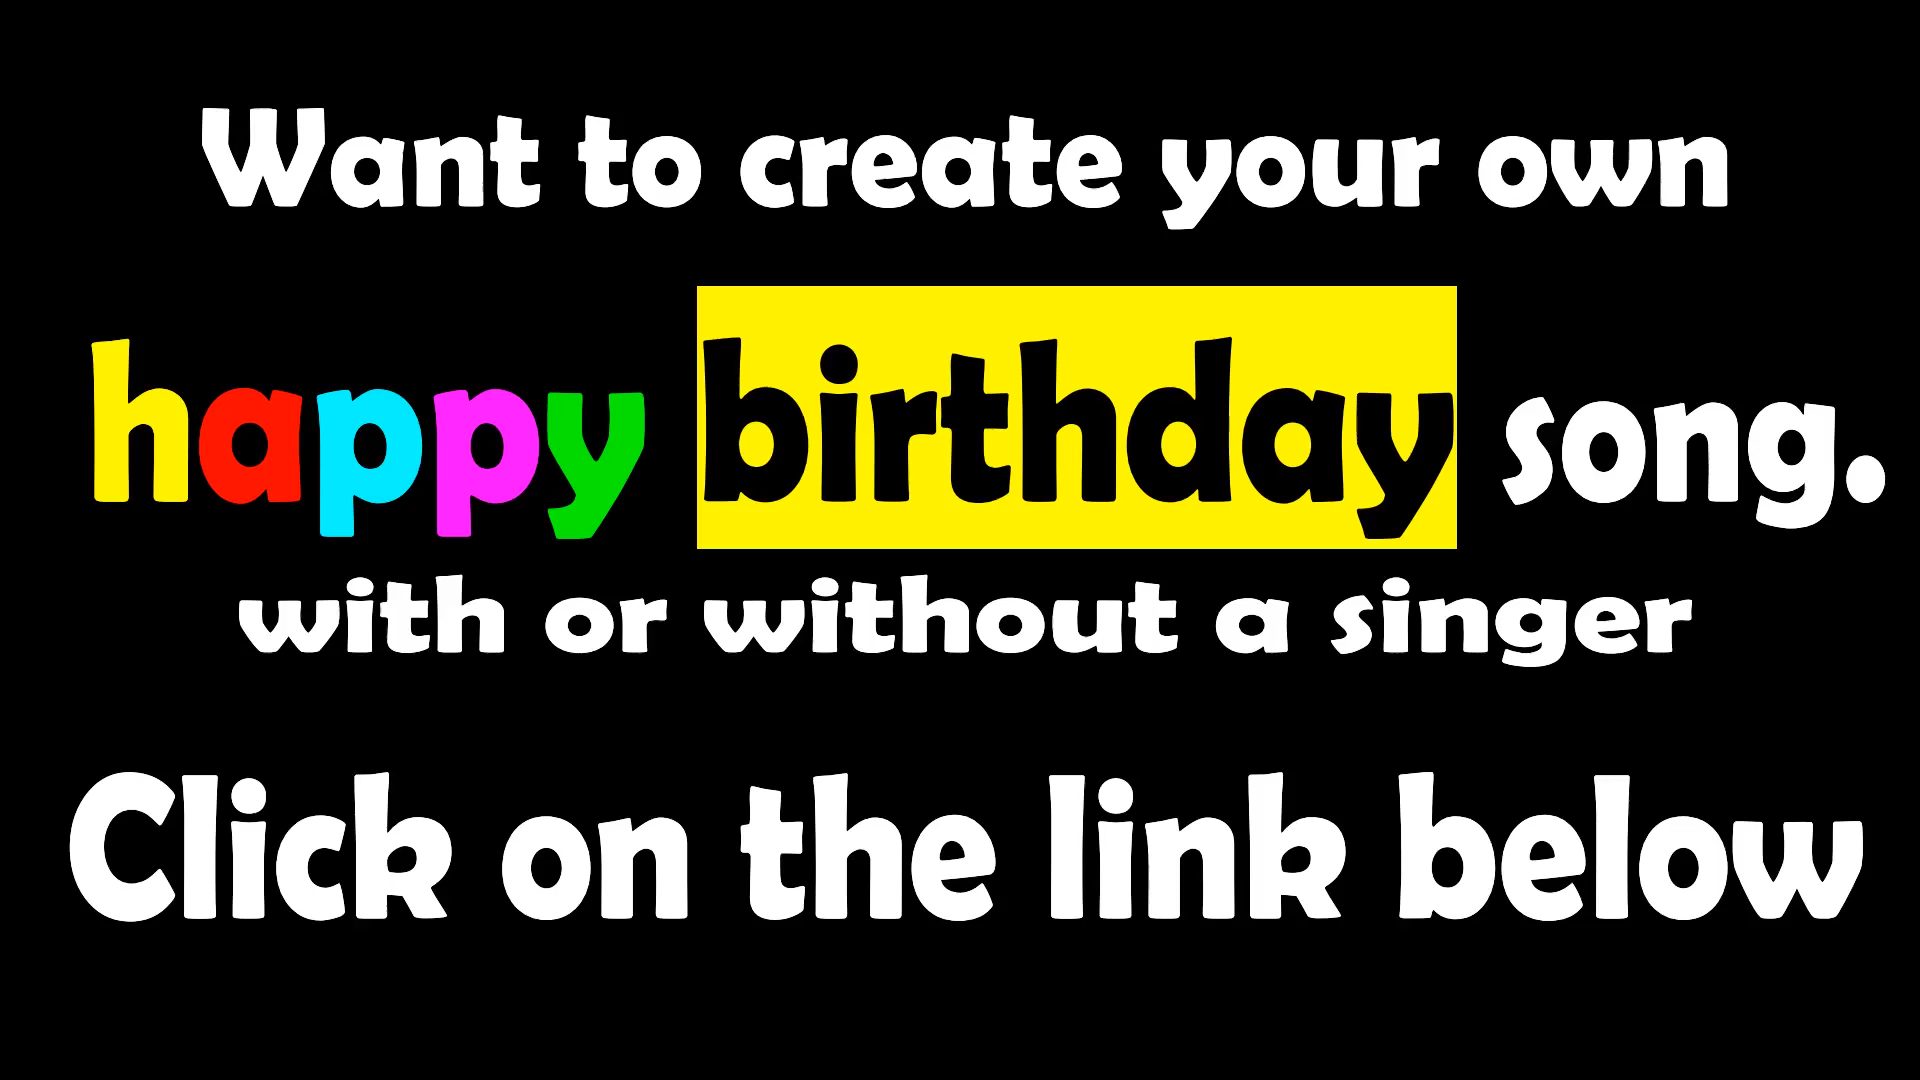 Want to create your own
happy birthday song.
with or without a singer
Click on the link below